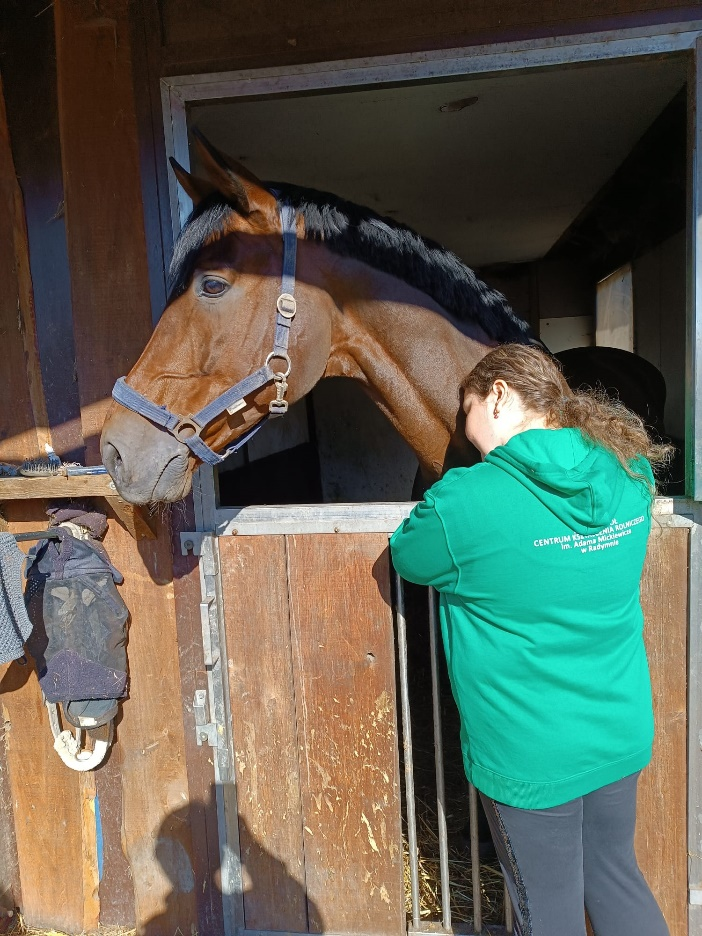 CENTRUM KSZTAŁCENIA ROLNICZEGO
im. Adama Mickiewicza
w Radymnie